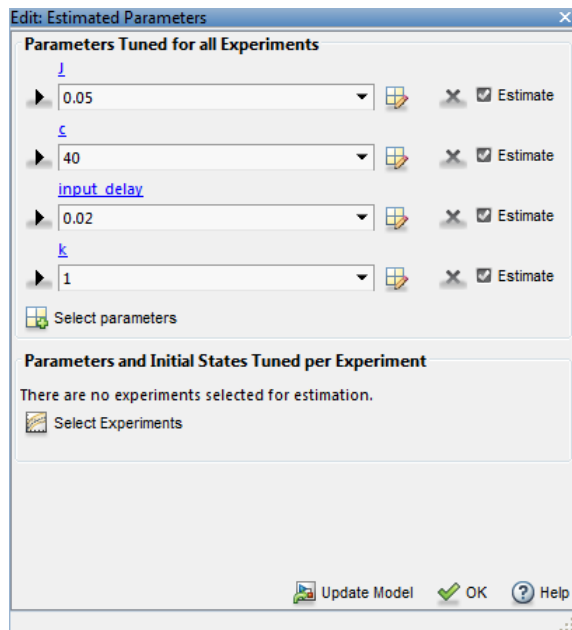 Edit: Estimated Parameters
Parameters Tuned for all Experiments
J
0.05 Estimate
c
40 Estimate
input_delay
0.02 Estimate
k
1 Estimate
Select parameters
Parameters and Initial States Tuned per Experiment
There are no experiments selected for estimation.
Select Experiments
Update Model OK Help